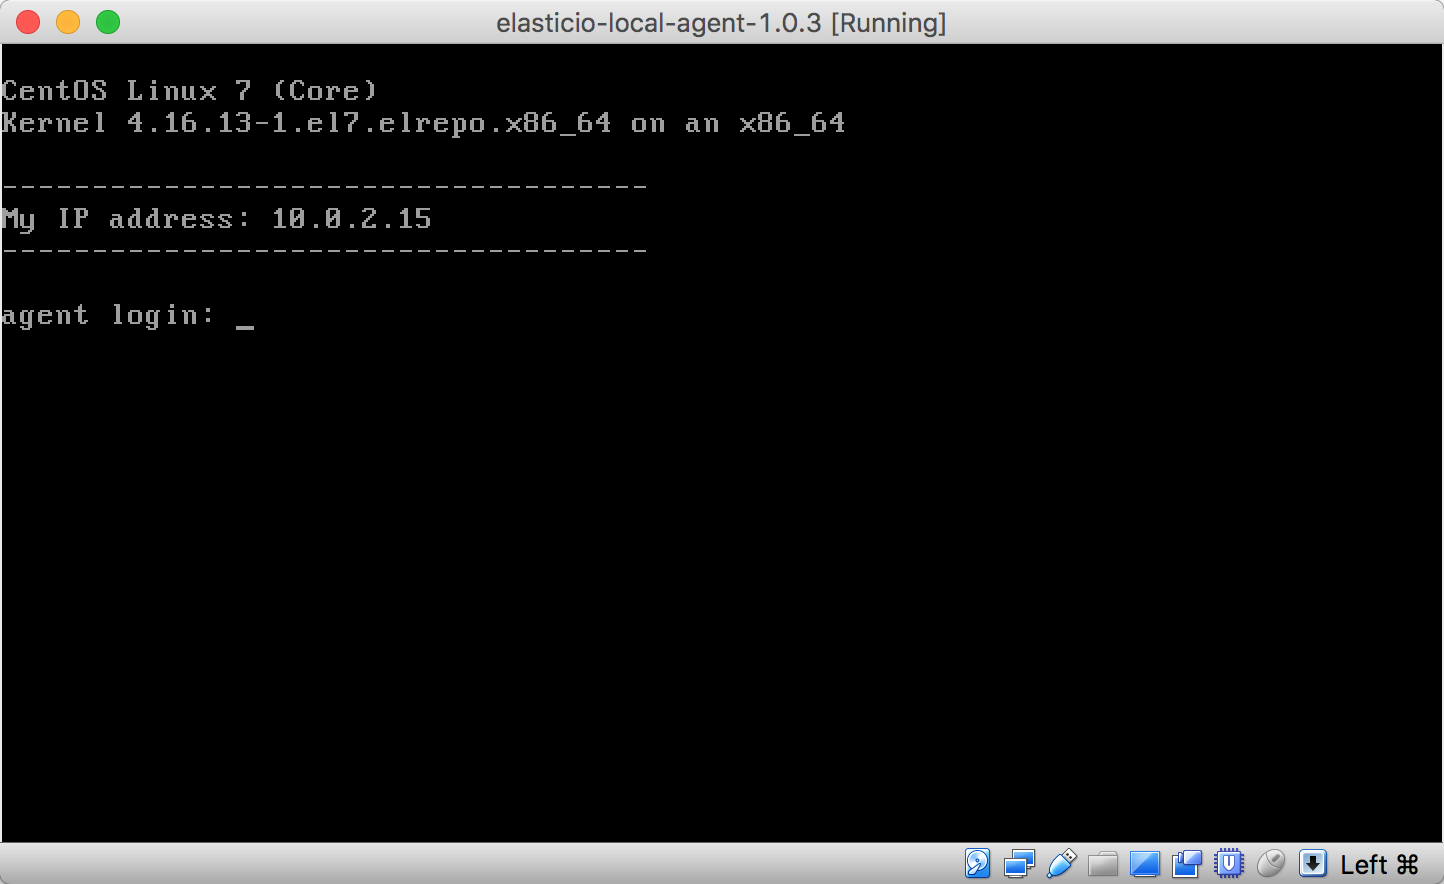 elasticio-local-agent-1.0.3 [Running]
CentOS Linux 7 (Core)
Kernel 4.16.13-1.el7.elrepo.x86_64 on an x86_64
------------------------------------
My IP address: 10.0.2.15
------------------------------------
agent login: _
Left ⌘